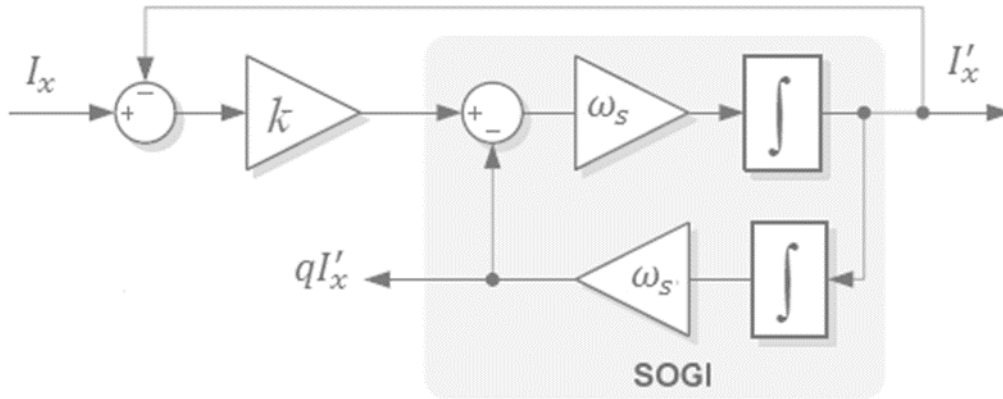 I_x
−
+
k
+
−
ω_s
∫
I'_x
qI'_x
ω_s
∫
SOGI